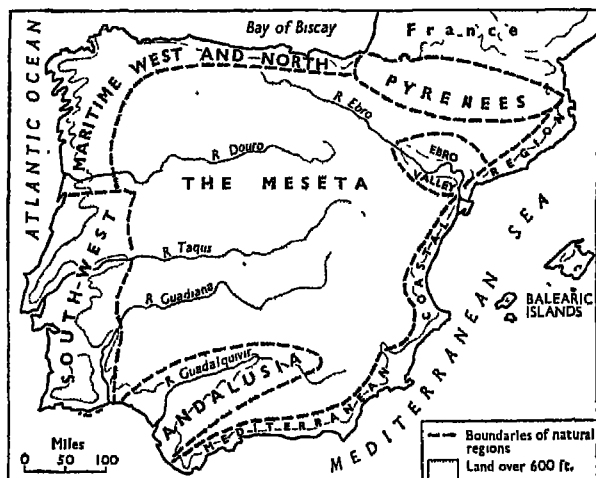 Bay of Biscay
France
ATLANTIC OCEAN
MARITIME WEST AND NORTH
PYRENEES
R Ebro
EBRO
VALLEY
R Douro
THE MESETA
R Taqus
R Guadiana
SOUTH-WEST
R Guadalquivir
ANDALUSIA
MEDITERRANEAN COASTAL REGION
MEDITERRANEAN SEA
BALEARIC
ISLANDS
Miles
0 50 100
Boundaries of natural
regions
Land over 600 ft.